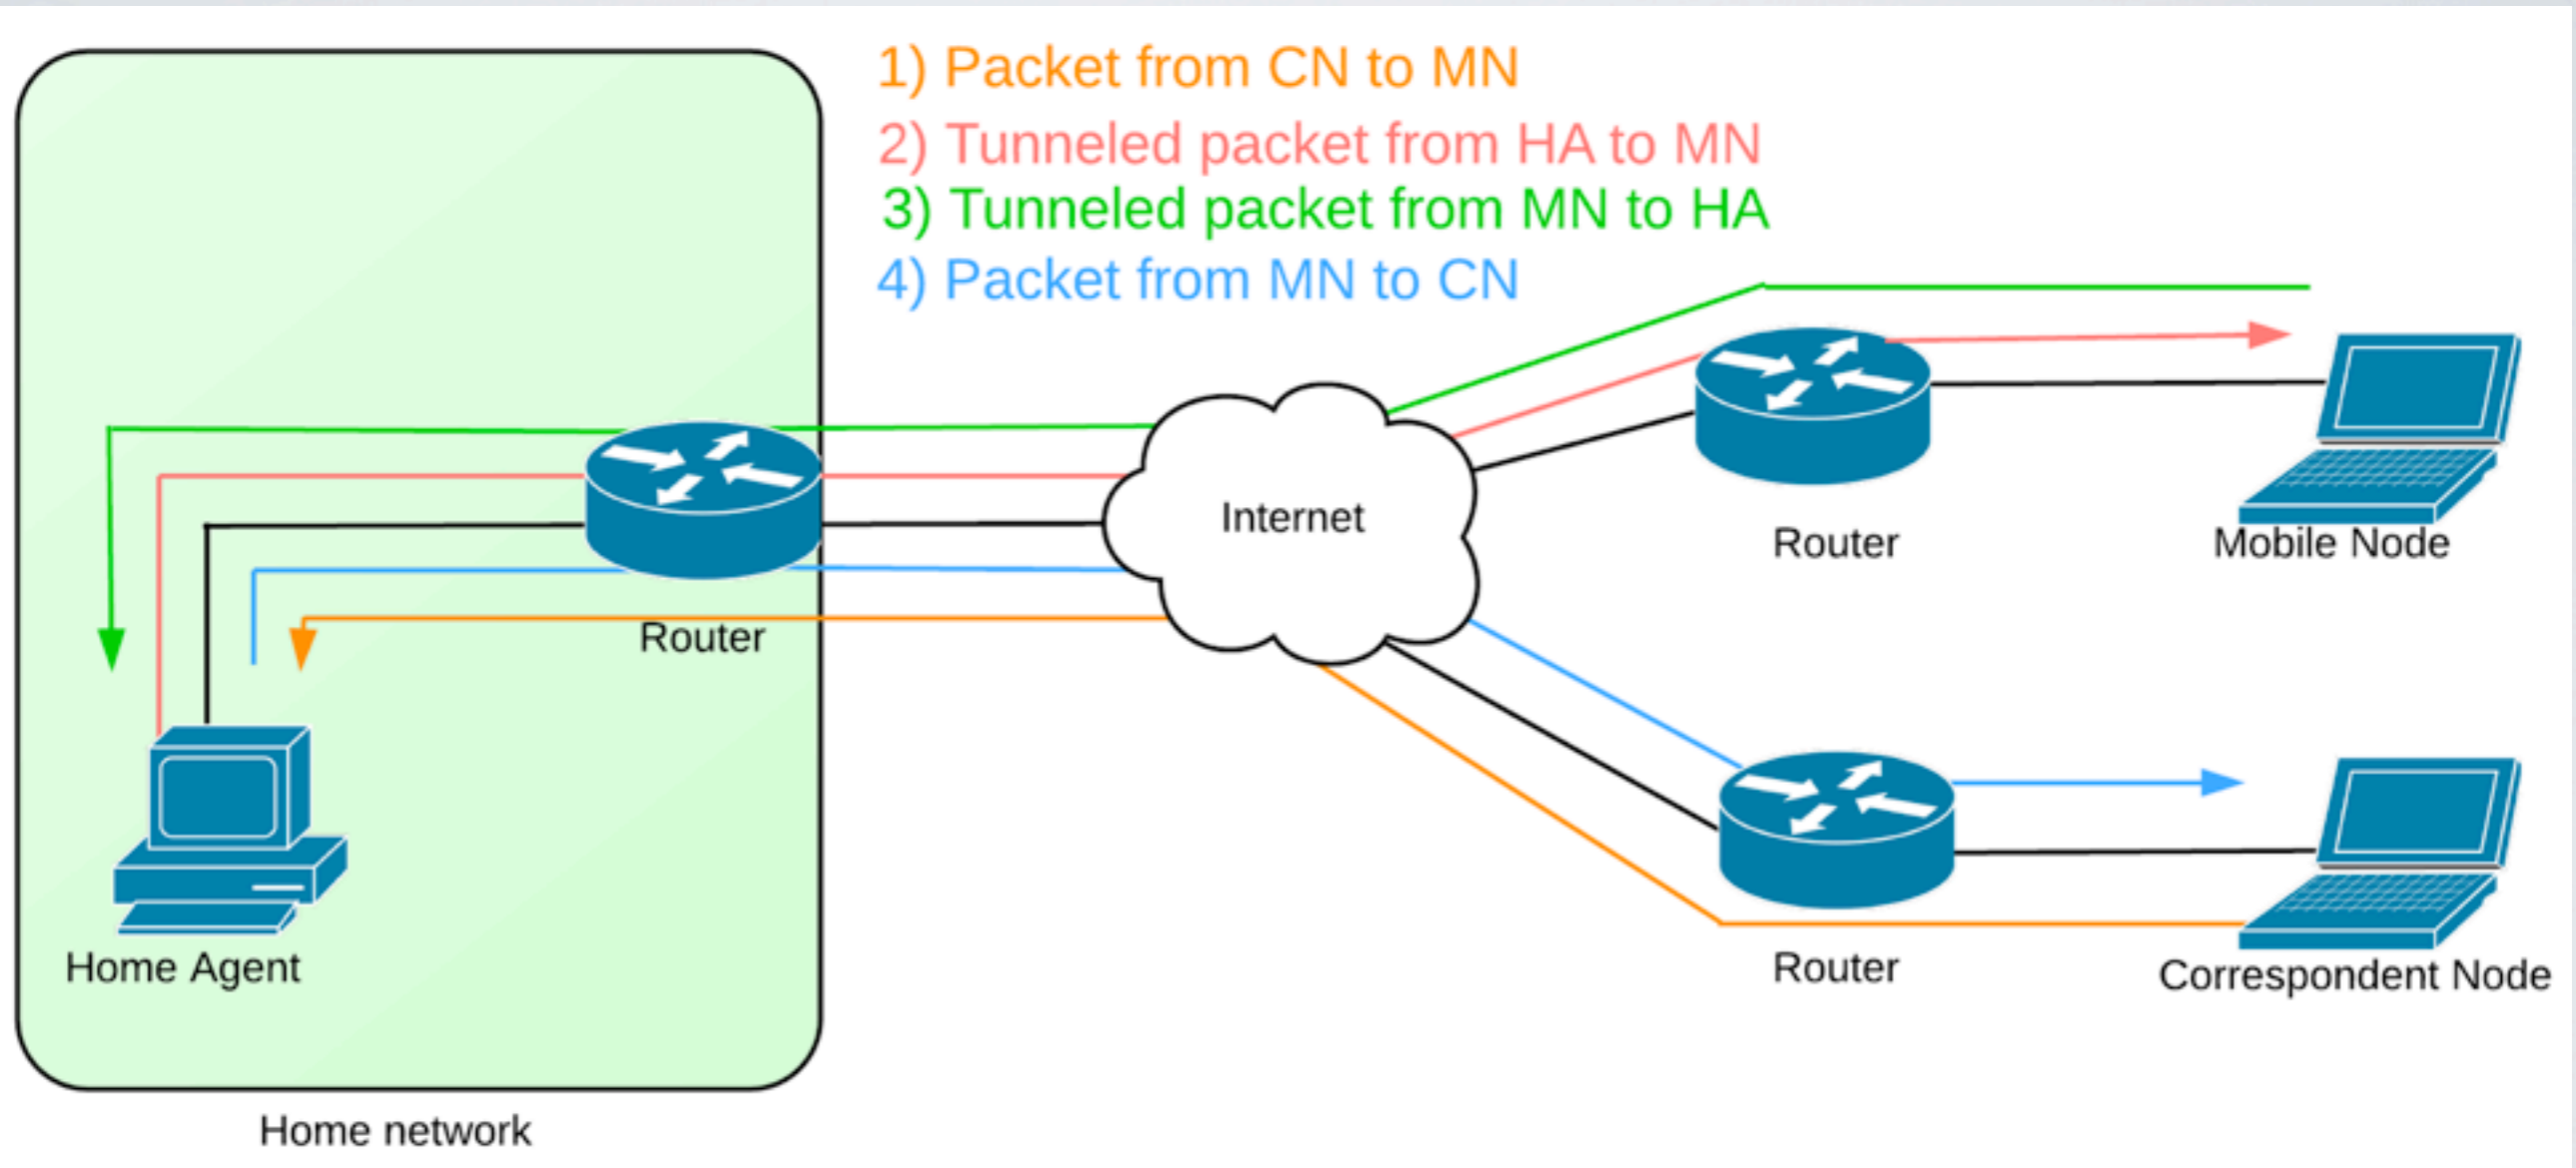 1) Packet from CN to MN
2) Tunneled packet from HA to MN
3) Tunneled packet from MN to HA
4) Packet from MN to CN
Internet
Router
Mobile Node
Router
Home Agent
Router
Correspondent Node
Home network